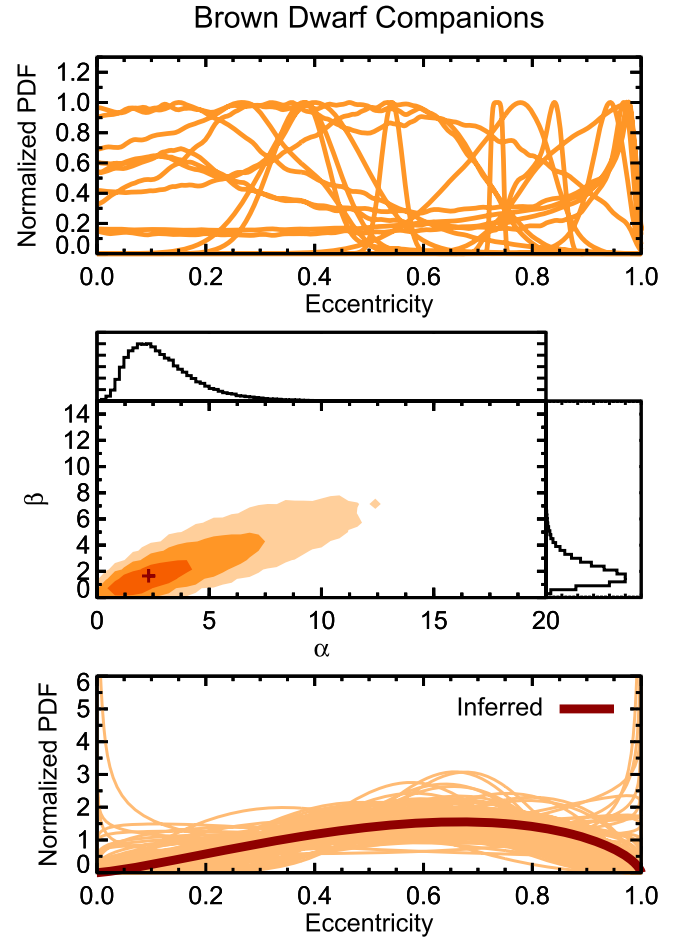 Brown Dwarf Companions
Normalized PDF
1.2
1.0
0.8
0.6
0.4
0.2
0.0
0.0 0.2 0.4 0.6 0.8 1.0
Eccentricity
β
14
12
10
8
6
4
2
0
0 5 10 15 20
α
Normalized PDF
6
5
4
3
2
1
0
Inferred
0.0 0.2 0.4 0.6 0.8 1.0
Eccentricity